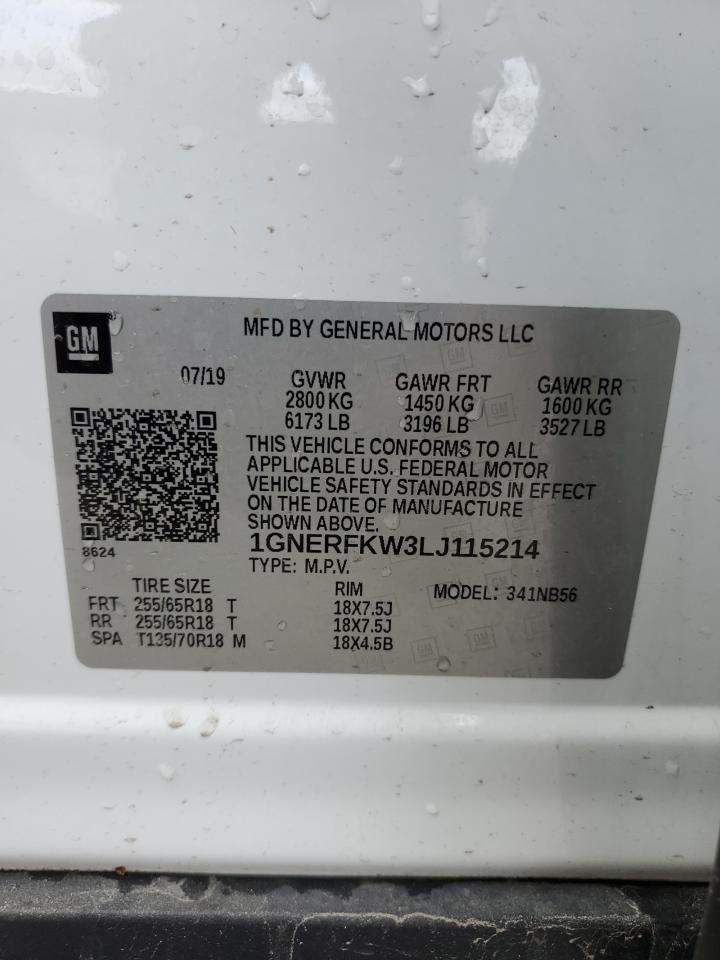 GM
MFD BY GENERAL MOTORS LLC
07/19 GVWR GAWR FRT GAWR RR
2800 KG 1450 KG 1600 KG
6173 LB 3196 LB 3527 LB
THIS VEHICLE CONFORMS TO ALL
APPLICABLE U.S. FEDERAL MOTOR
VEHICLE SAFETY STANDARDS IN EFFECT
ON THE DATE OF MANUFACTURE
SHOWN ABOVE.
8624
1GNERFKW3LJ115214
TYPE: M.P.V.
TIRE SIZE RIM MODEL: 341NB56
FRT 255/65R18 T 18X7.5J
RR 255/65R18 T 18X7.5J
SPA T135/70R18 M 18X4.5B